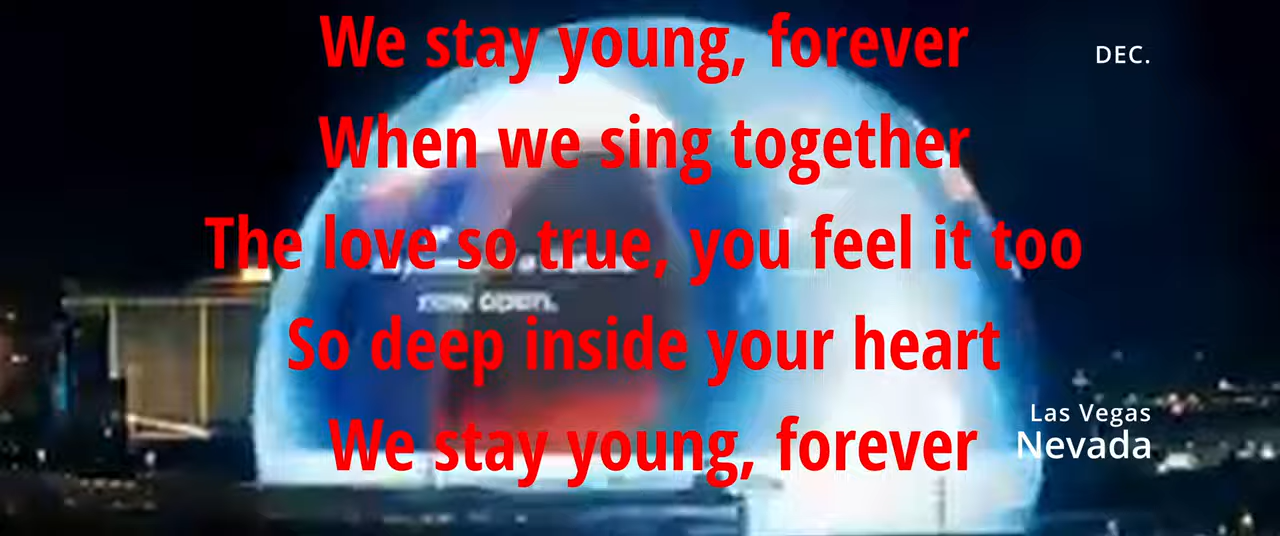 We stay young, forever
DEC.
When we sing together
The love so true, you feel it too
now open.
So deep inside your heart
Las Vegas
Nevada
We stay young, forever